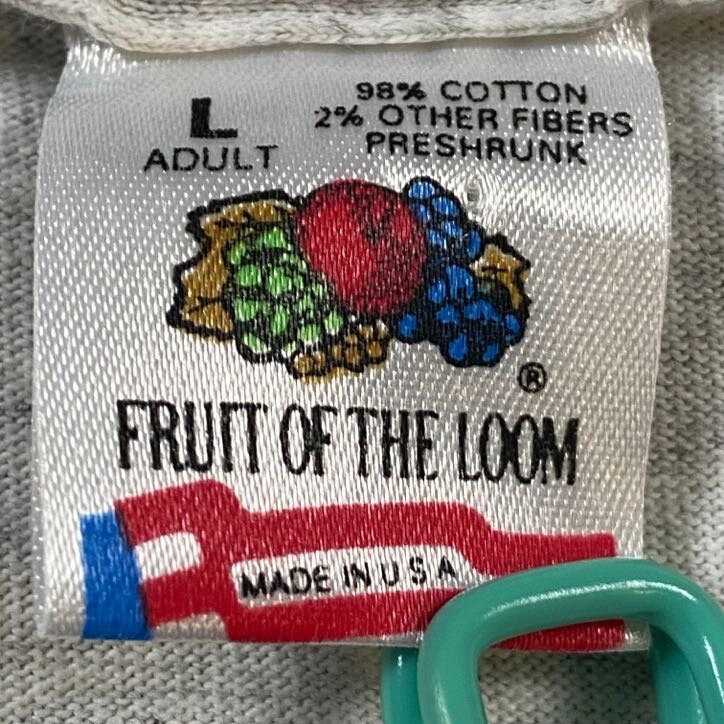 L
ADULT
98% COTTON
2% OTHER FIBERS
PRESHRUNK
®
FRUIT OF THE LOOM
MADE IN U S A